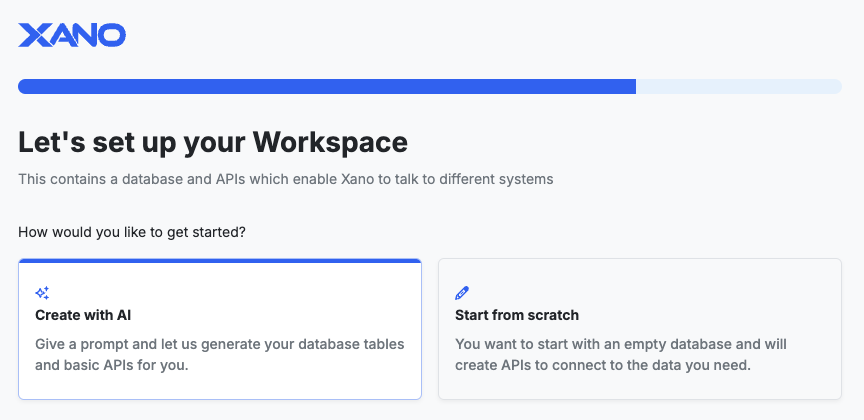 XANO
Let's set up your Workspace
This contains a database and APIs which enable Xano to talk to different systems
How would you like to get started?
Create with AI
Give a prompt and let us generate your database tables
and basic APIs for you.
Start from scratch
You want to start with an empty database and will
create APIs to connect to the data you need.